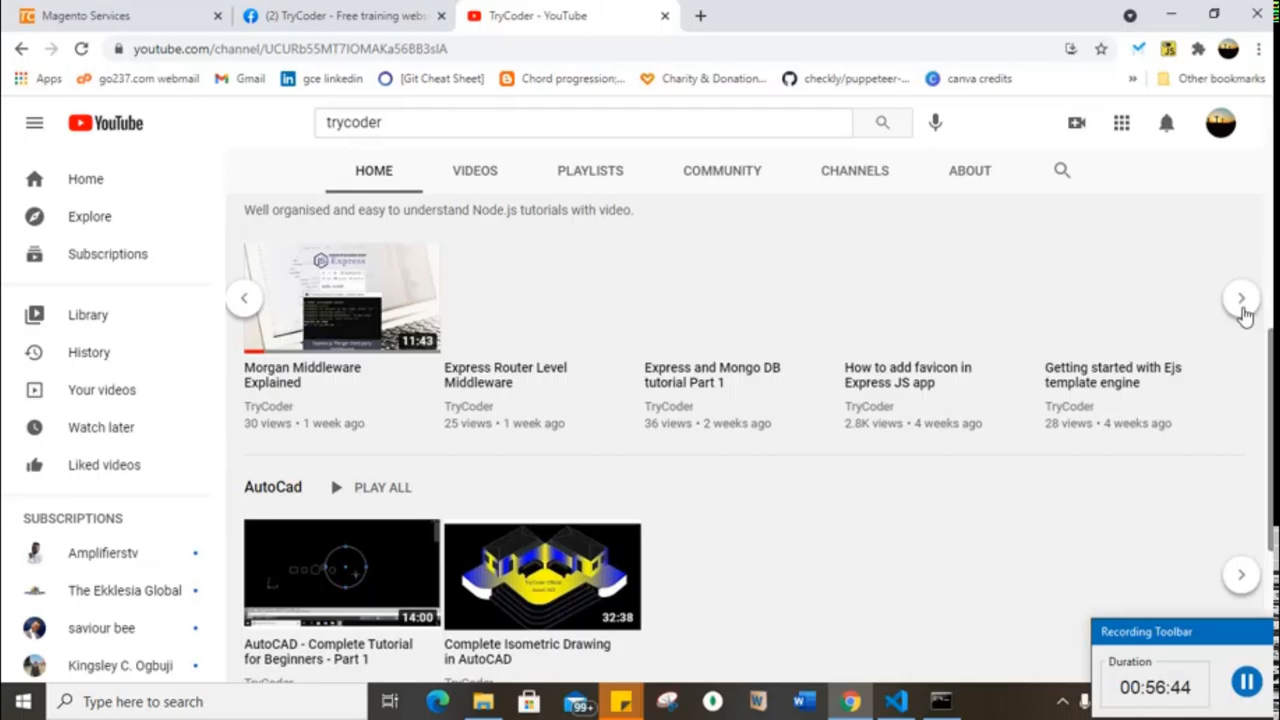 Magento Services
(2) TryCoder - Free training webs
TryCoder - YouTube
youtube.com/channel/UCURb55MT7IOMAKa56BB3sIA
Apps
go237.com webmail
Gmail
gce linkedin
[Git Cheat Sheet]
Chord progression;...
Charity & Donation...
checkly/puppeteer-...
canva credits
»
Other bookmarks
YouTube
trycoder
HOME
VIDEOS
PLAYLISTS
COMMUNITY
CHANNELS
ABOUT
Home
Explore
Subscriptions
Library
History
Your videos
Watch later
Liked videos
SUBSCRIPTIONS
Amplifierstv
The Ekklesia Global
saviour bee
Kingsley C. Ogbuji
Well organised and easy to understand Node.js tutorials with video.
Express
11:43
Morgan Middleware
Explained
TryCoder
30 views • 1 week ago
Express Router Level
Middleware
TryCoder
25 views • 1 week ago
Express and Mongo DB
tutorial Part 1
TryCoder
36 views • 2 weeks ago
How to add favicon in
Express JS app
TryCoder
2.8K views • 4 weeks ago
Getting started with Ejs
template engine
TryCoder
28 views • 4 weeks ago
AutoCad
PLAY ALL
14:00
AutoCAD - Complete Tutorial
for Beginners - Part 1
TryCoder
32:38
Complete Isometric Drawing
in AutoCAD
TryCoder
Recording Toolbar
Duration
00:56:44
Type here to search
99+